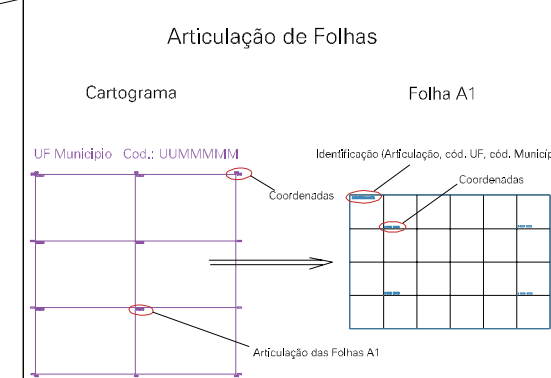 Articulação de Folhas
Cartograma
Folha A1
UF Municipio Cod.: UUMMMMM
Identificação (Articulação, cód. UF, cód. Municíp
Coordenadas
Coordenadas
Articulação das Folhas A1